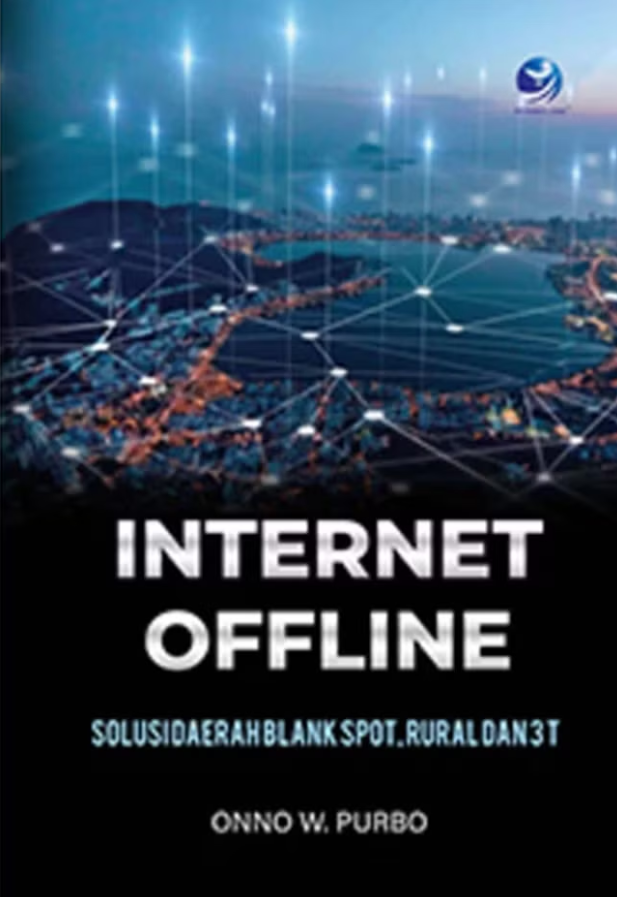 INTERNET
OFFLINE
SOLUSI DAERAH BLANK SPOT, RURAL DAN 3T
ONNO W. PURBO